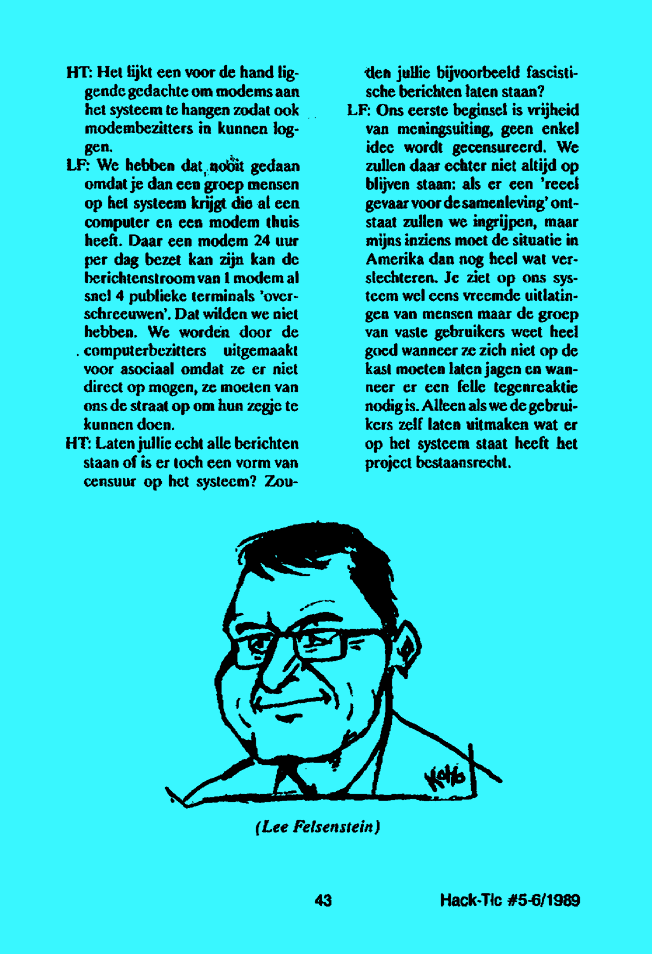 HT: Het lijkt een voor de hand lig-
gende gedachte om modems aan
het systeem te hangen zodat ook
modembezitters in kunnen log-
gen.
LF: We hebben dat nooit gedaan
omdat je dan een groep mensen
op het systeem krijgt die al een
computer en een modem thuis
heeft. Daar een modem 24 uur
per dag bezet kan zijn kan de
berichtenstroom van 1 modem al
snel 4 publieke terminals 'over-
schreeuwen'. Dat wilden we niet
hebben. We worden door de
computerbezitters uitgemaakt
voor asociaal omdat ze er niet
direct op mogen, ze moeten van
ons de straat op om hun zegje te
kunnen doen.
HT: Laten jullie echt alle berichten
staan of is er toch een vorm van
censuur op het systeem? Zou-
den jullie bijvoorbeeld fascisti-
sche berichten laten staan?
LF: Ons eerste beginsel is vrijheid
van meningsuiting, geen enkel
idee wordt gecensureerd. We
zullen daar echter niet altijd op
blijven staan: als er een 'reeel
gevaar voor de samenleving' ont-
staat zullen we ingrijpen, maar
mijns inziens moet de situatie in
Amerika dan nog heel wat ver-
slechteren. Je ziet op ons sys-
teem wel eens vreemde uitlatin-
gen van mensen maar de groep
van vaste gebruikers weet heel
goed wanneer ze zich niet op de
kast moeten laten jagen en wan-
neer er een felle tegenreaktie
nodig is. Alleen als we de gebrui-
kers zelf laten uitmaken wat er
op het systeem staat heeft het
project bestaansrecht.
(Lee Felsenstein)
43
Hack-Tic #5-6/1989